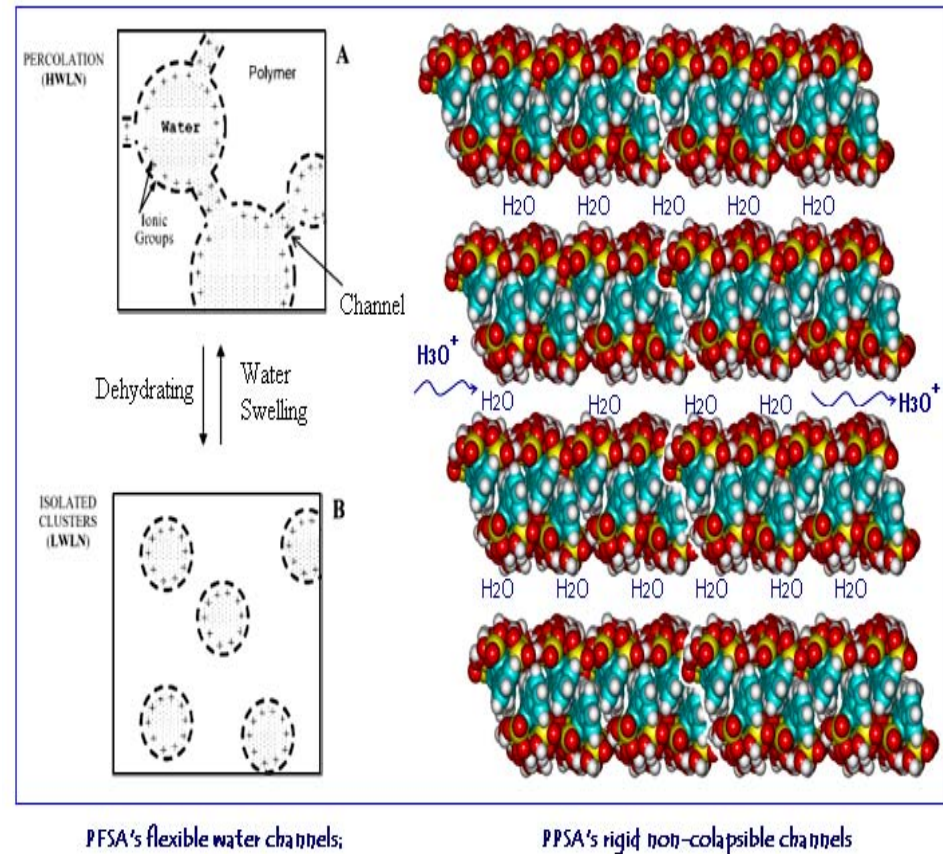 PERCOLATION
(HWLN)
A
Polymer
Water
Ionic
Groups
Channel
Dehydrating
Water
Swelling
ISOLATED
CLUSTERS
(LWLN)
B
H2O H2O H2O H2O H2O
H3O+
H2O H2O H2O H2O
H3O+
H2O H2O H2O H2O H2O H2O
PFSA's flexible water channels;
PPSA's rigid non-colapsible channels